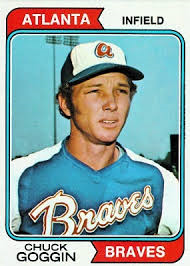 ATLANTA INFIELD
a
Braves
CHUCK
GOGGIN
BRAVES